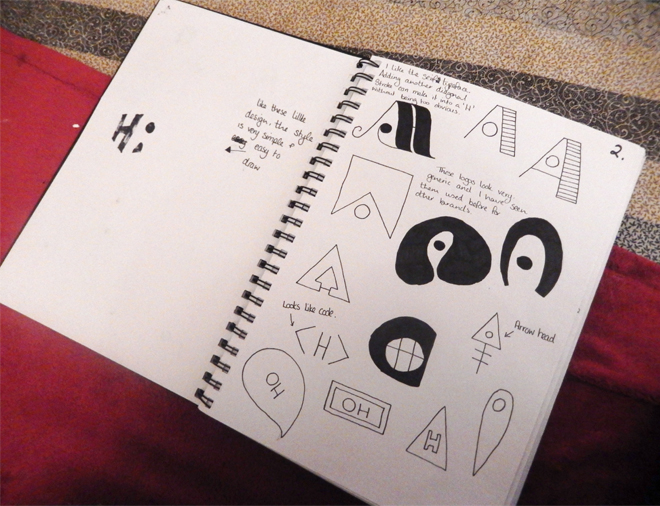 H
Like these little
design, the style
is very simple &
easy to
draw
I like the serif typeface.
Adding another diagonal
Stroke can make it into a 'H'
without being too obvious
2.
AH
A
A
These logos look very
generic and I have seen
them used before for
other brands.
Looks like code.
<H>
Arrow head
OH
OH
H